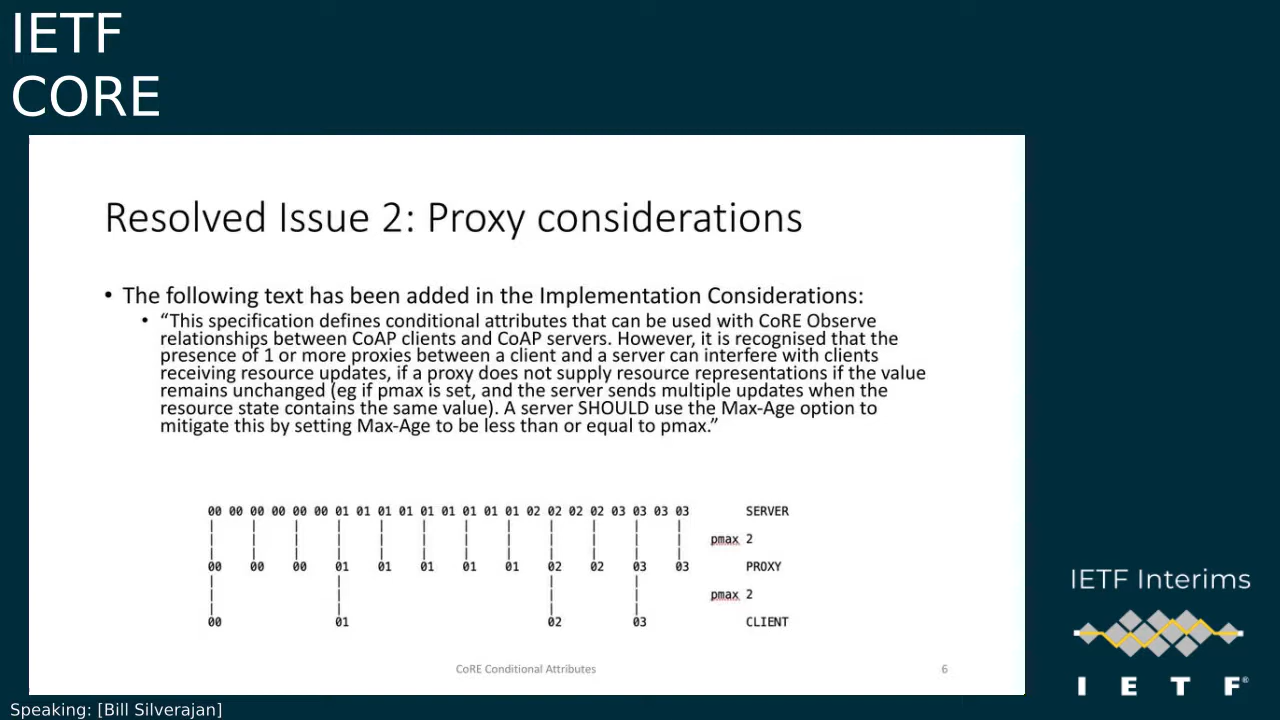 IETF
CORE
Resolved Issue 2: Proxy considerations
• The following text has been added in the Implementation Considerations:
• “This specification defines conditional attributes that can be used with CoRE Observe
relationships between CoAP clients and CoAP servers. However, it is recognised that the
presence of 1 or more proxies between a client and a server can interfere with clients
receiving resource updates, if a proxy does not supply resource representations if the value
remains unchanged (eg if pmax is set, and the server sends multiple updates when the
resource state contains the same value). A server SHOULD use the Max-Age option to
mitigate this by setting Max-Age to be less than or equal to pmax.”
00 00 00 00 00 00 01 01 01 01 01 01 01 01 01 02 02 02 02 03 03 03 03 SERVER
pmax 2
00 00 00 01 01 01 01 01 02 02 03 03 PROXY
pmax 2
00 01 02 03 CLIENT
CoRE Conditional Attributes 6
IETF Interims
I E T F®
Speaking: [Bill Silverajan]